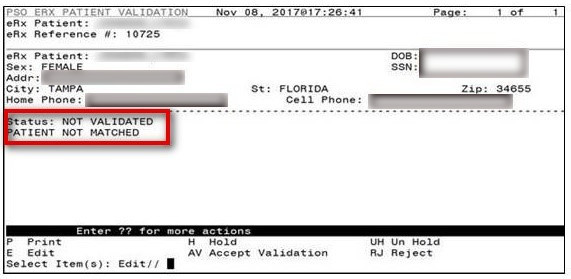 PSO ERX PATIENT VALIDATION Nov 08, 2017@17:26:41 Page: 1 of 1
eRx Patient:
eRx Reference #: 10725
eRx Patient: DOB:
Sex: FEMALE SSN:
Addr:
City: TAMPA St: FLORIDA Zip: 34655
Home Phone: Cell Phone:
Status: NOT VALIDATED
PATIENT NOT MATCHED
Enter ?? for more actions
P Print H Hold UH Un Hold
E Edit AV Accept Validation RJ Reject
Select Item(s): Edit//